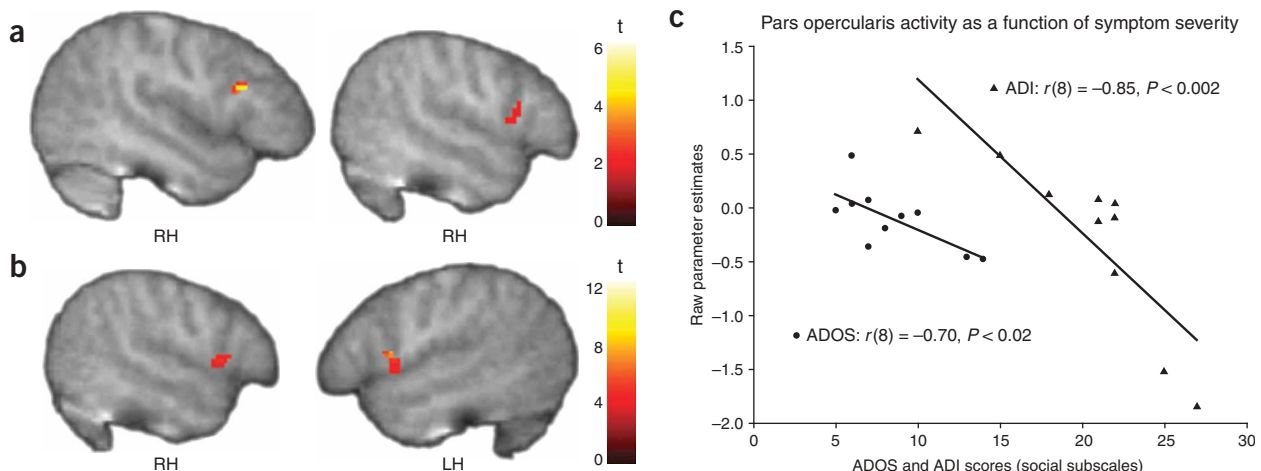 a
t
6
4
2
0
RH
RH
b
t
12
8
4
0
RH
LH
c
Pars opercularis activity as a function of symptom severity
Raw parameter estimates
1.5
1.0
0.5
0.0
–0.5
–1.0
–1.5
–2.0
ADI: r(8) = –0.85, P < 0.002
ADOS: r(8) = –0.70, P < 0.02
0 5 10 15 20 25 30
ADOS and ADI scores (social subscales)